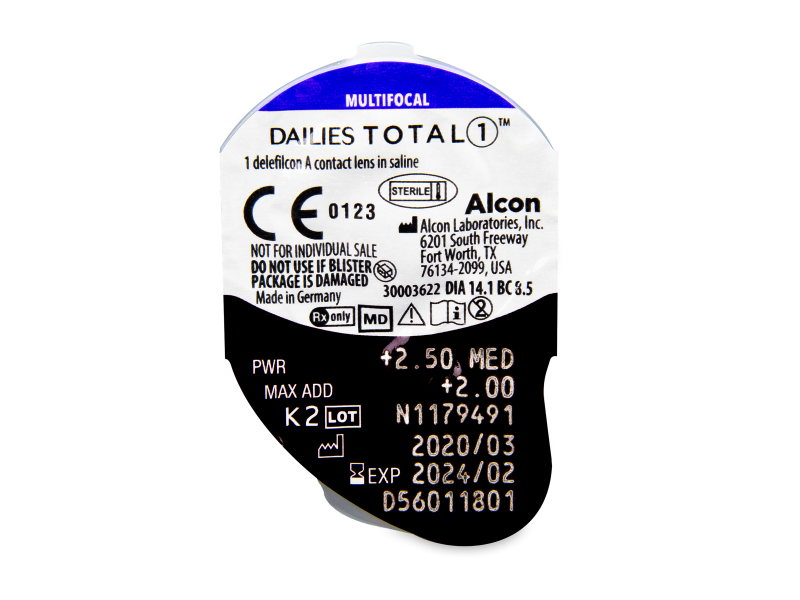 MULTIFOCAL
DAILIES TOTAL 1™
1 delefilcon A contact lens in saline
STERILE
CE 0123
Alcon
Alcon Laboratories, Inc.
6201 South Freeway
Fort Worth, TX
76134-2099, USA
NOT FOR INDIVIDUAL SALE
DO NOT USE IF BLISTER
PACKAGE IS DAMAGED
Made in Germany
30003622 DIA 14.1 BC 8.5
Rx only MD i 2
PWR +2.50, MED
MAX ADD +2.00
K2 LOT N1179491
2020/03
EXP 2024/02
D56011801